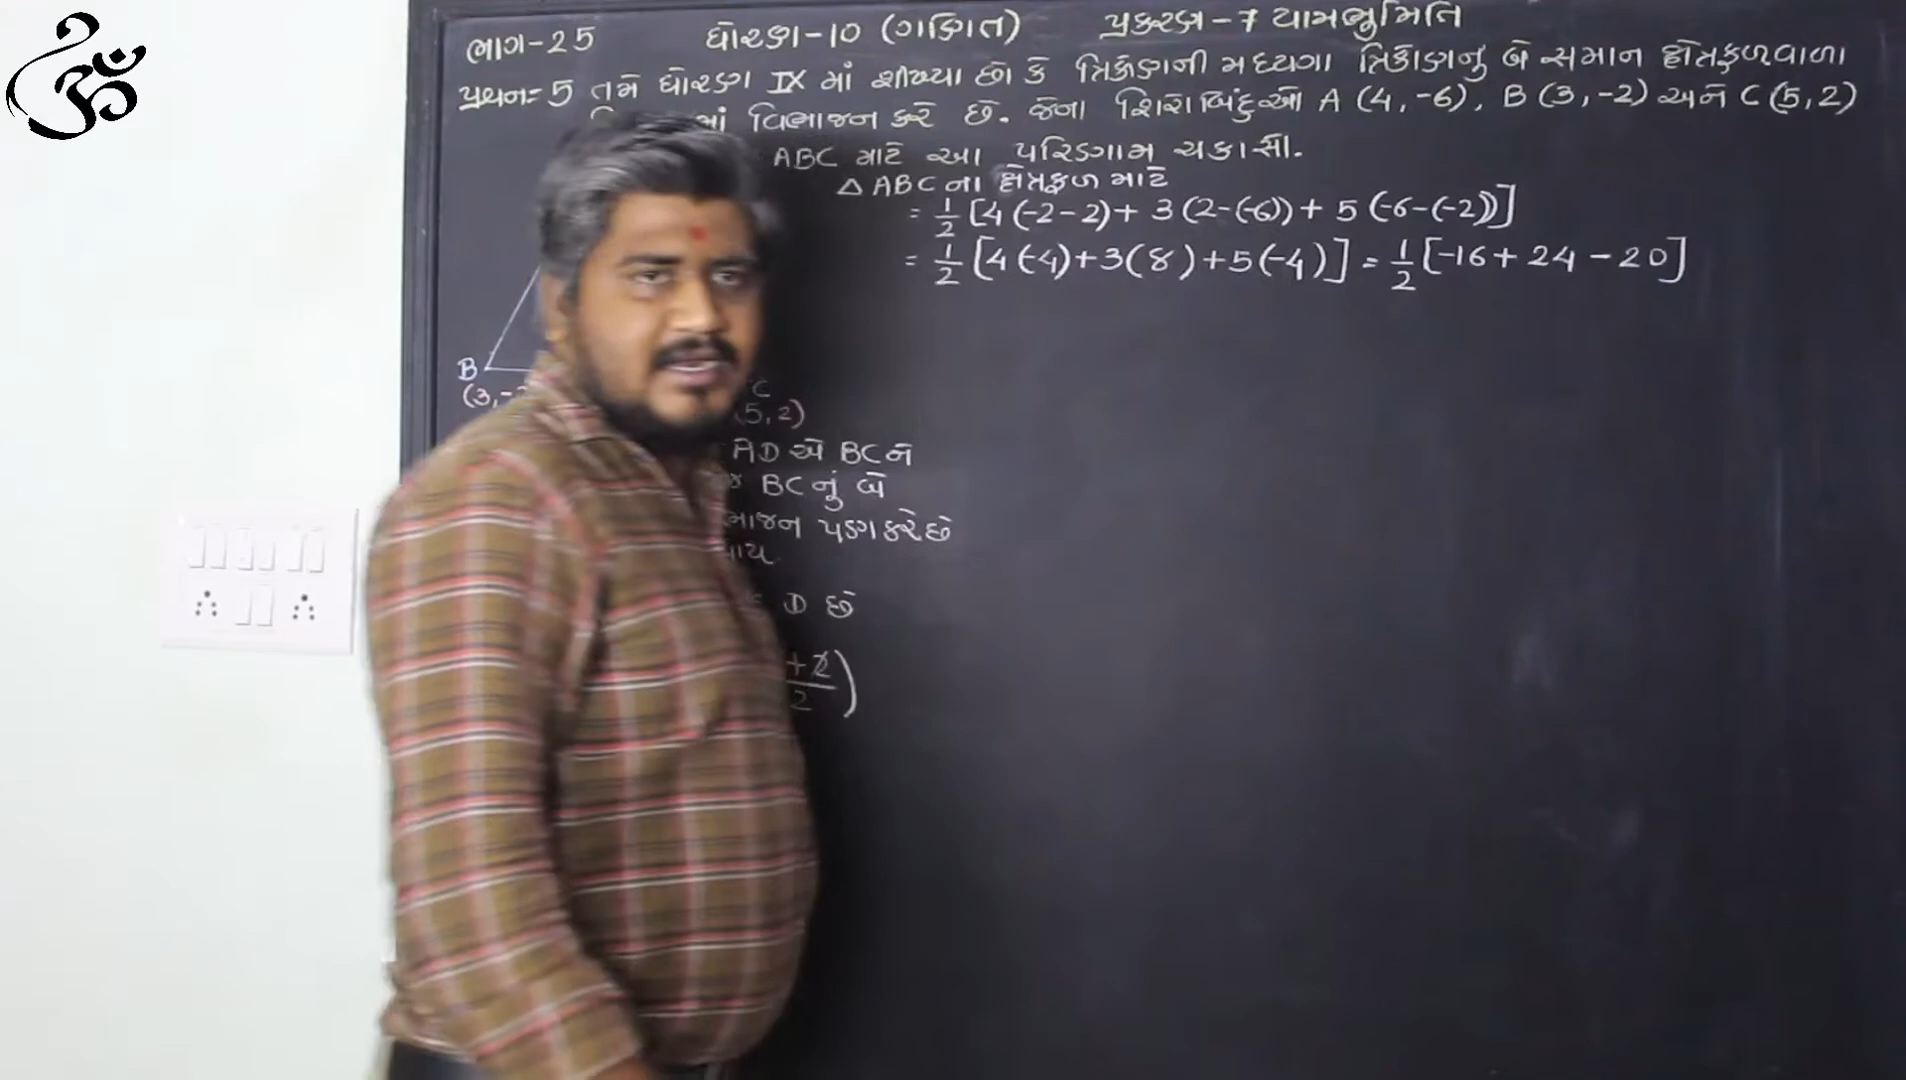 ૐ
ભાગ-25 ધોરણ-10 (ગણિત) પ્રકરણ-7 યામભૂમિતિ
પ્રશ્ન:5 તમે ધોરણ IX માં શીખ્યા છો કે ત્રિકોણની મધ્યગા ત્રિકોણનું બે સમાન ક્ષેત્રફળવાળા
માં વિભાજન કરે છે. જેના શિરોબિંદુઓ A (4, -6), B (3, -2) અને C (5, 2)
ABC માટે આ પરિણામ ચકાસો.
△ ABC ના ક્ષેત્રફળ માટે
= 1/2 [4 (-2 - 2) + 3 (2-(-6)) + 5 (-6-(-2))]
= 1/2 [4 (-4) + 3(8) + 5(-4)] = 1/2 [-16 + 24 - 20]
B
(3,-
C
(5, 2)
AD એ BC ને
BC નું બે
ભાજન પણ કરે છે
D છે
+2
2 )